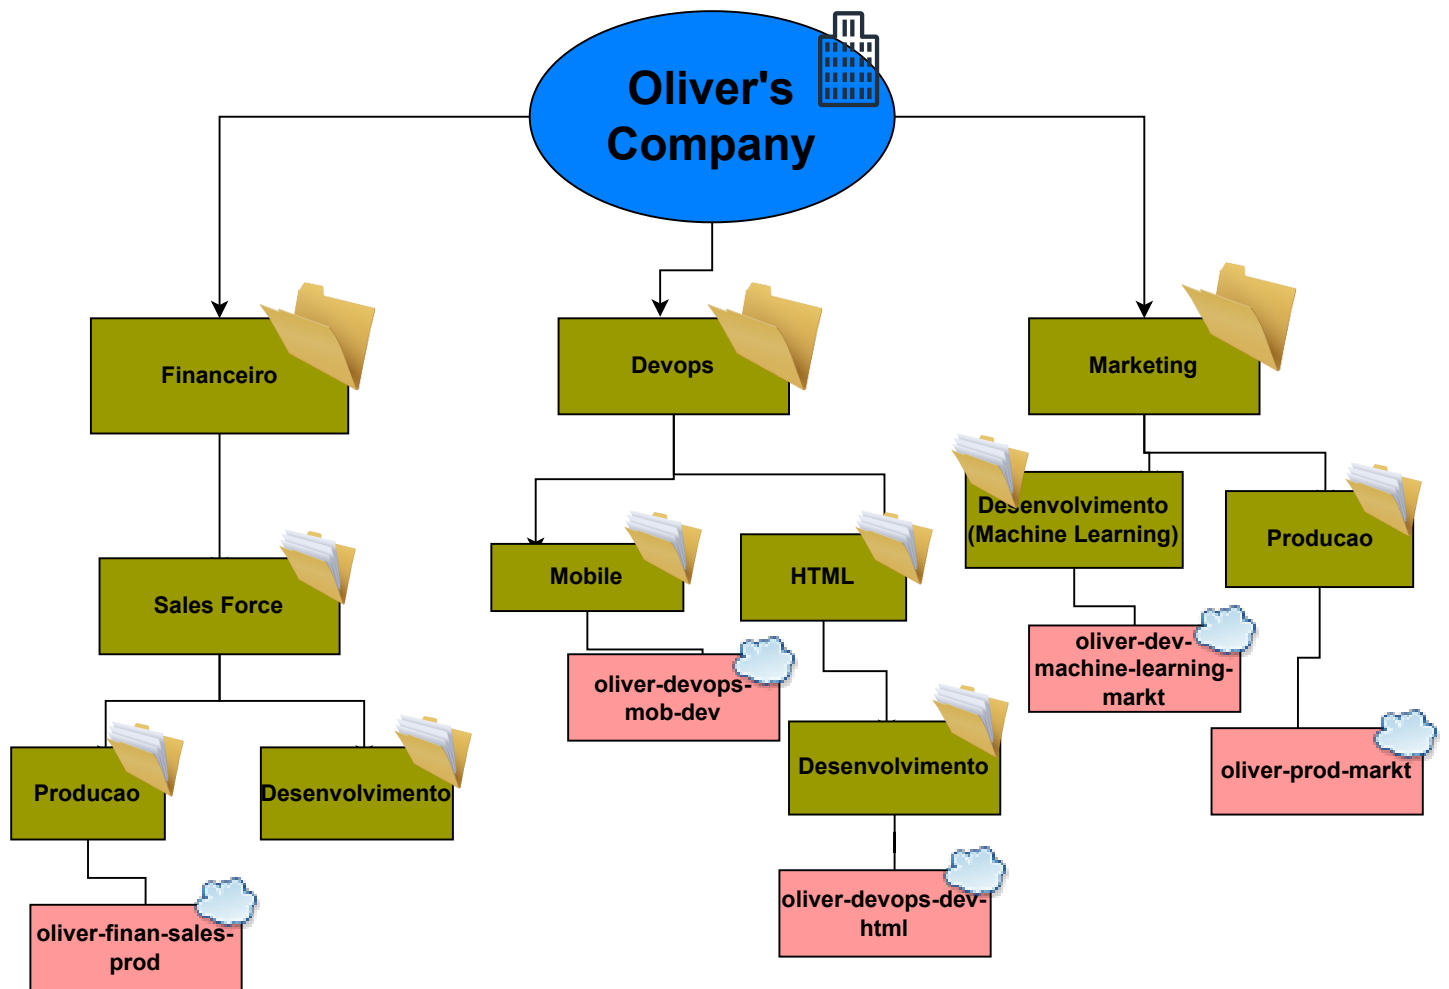 Oliver's
Company
Financeiro
Devops
Marketing
Desenvolvimento
(Machine Learning)
Producao
Mobile
HTML
Sales Force
oliver-dev-
machine-learning-
markt
oliver-devops-
mob-dev
oliver-prod-markt
Desenvolvimento
Producao
Desenvolvimento
oliver-devops-dev-
html
oliver-finan-sales-
prod